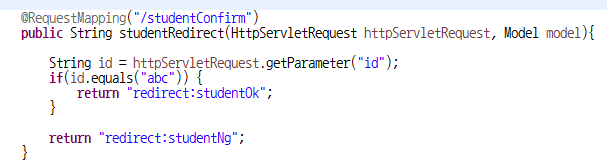 @RequestMapping("/studentConfirm")
public String studentRedirect(HttpServletRequest httpServletRequest, Model model){
String id = httpServletRequest.getParameter("id");
if(id.equals("abc")) {
return "redirect:studentOk";
}
return "redirect:studentNg";
}